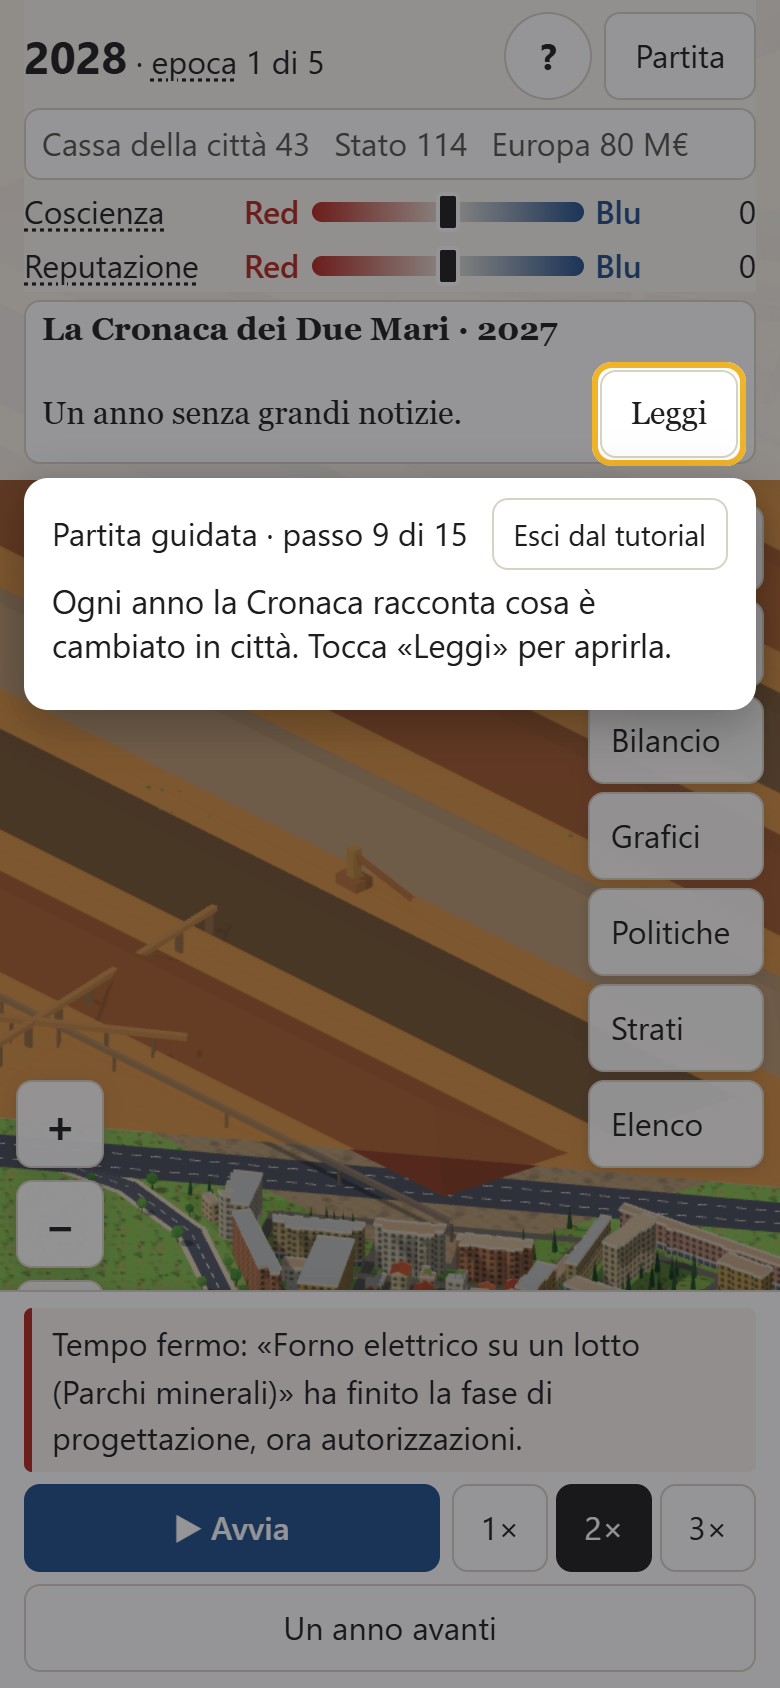 2028 · epoca 1 di 5
?
Partita
Cassa della città 43 Stato 114 Europa 80 M€
Coscienza Red Blu 0
Reputazione Red Blu 0
La Cronaca dei Due Mari · 2027
Un anno senza grandi notizie.
Leggi
Partita guidata · passo 9 di 15
Esci dal tutorial
Ogni anno la Cronaca racconta cosa è
cambiato in città. Tocca «Leggi» per aprirla.
Bilancio
Grafici
Politiche
Strati
Elenco
+
−
Tempo fermo: «Forno elettrico su un lotto
(Parchi minerali)» ha finito la fase di
progettazione, ora autorizzazioni.
▶ Avvia
1×
2×
3×
Un anno avanti